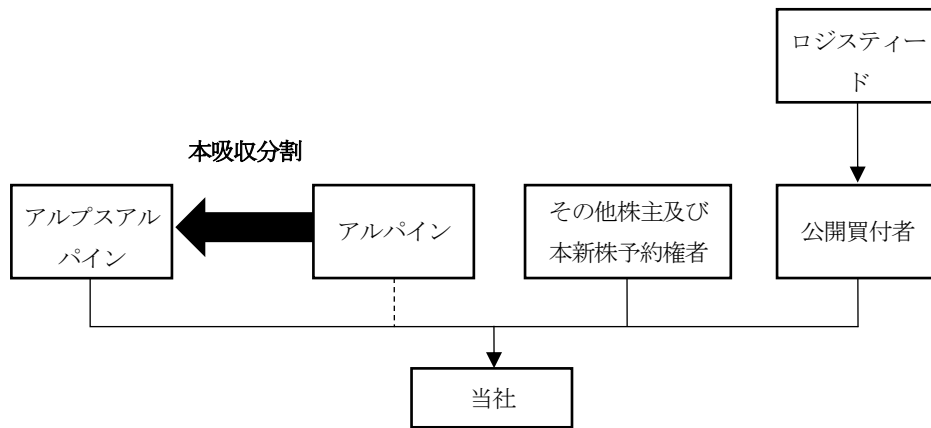 ロジスティー
ド
本吸収分割
アルプスアル
パイン
アルパイン
その他株主及び
本新株予約権者
公開買付者
当社